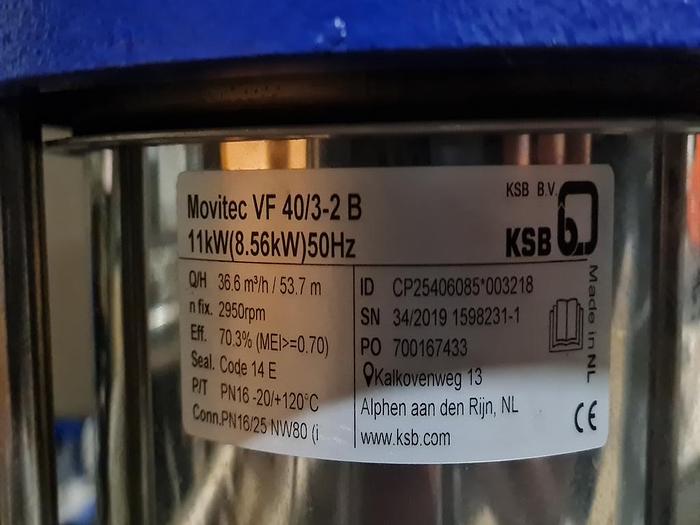 Movitec VF 40/3-2 B
11kW(8.56kW)50Hz
KSB B.V.
KSB
Q/H 36.6 m³/h / 53.7 m
n fix. 2950rpm
Eff. 70.3% (MEI>=0.70)
Seal. Code 14 E
P/T PN16 -20/+120°C
Conn.PN16/25 NW80 (i
ID CP25406085*003218
SN 34/2019 1598231-1
PO 700167433
Kalkovenweg 13
Alphen aan den Rijn, NL
www.ksb.com
Made in NL
CE